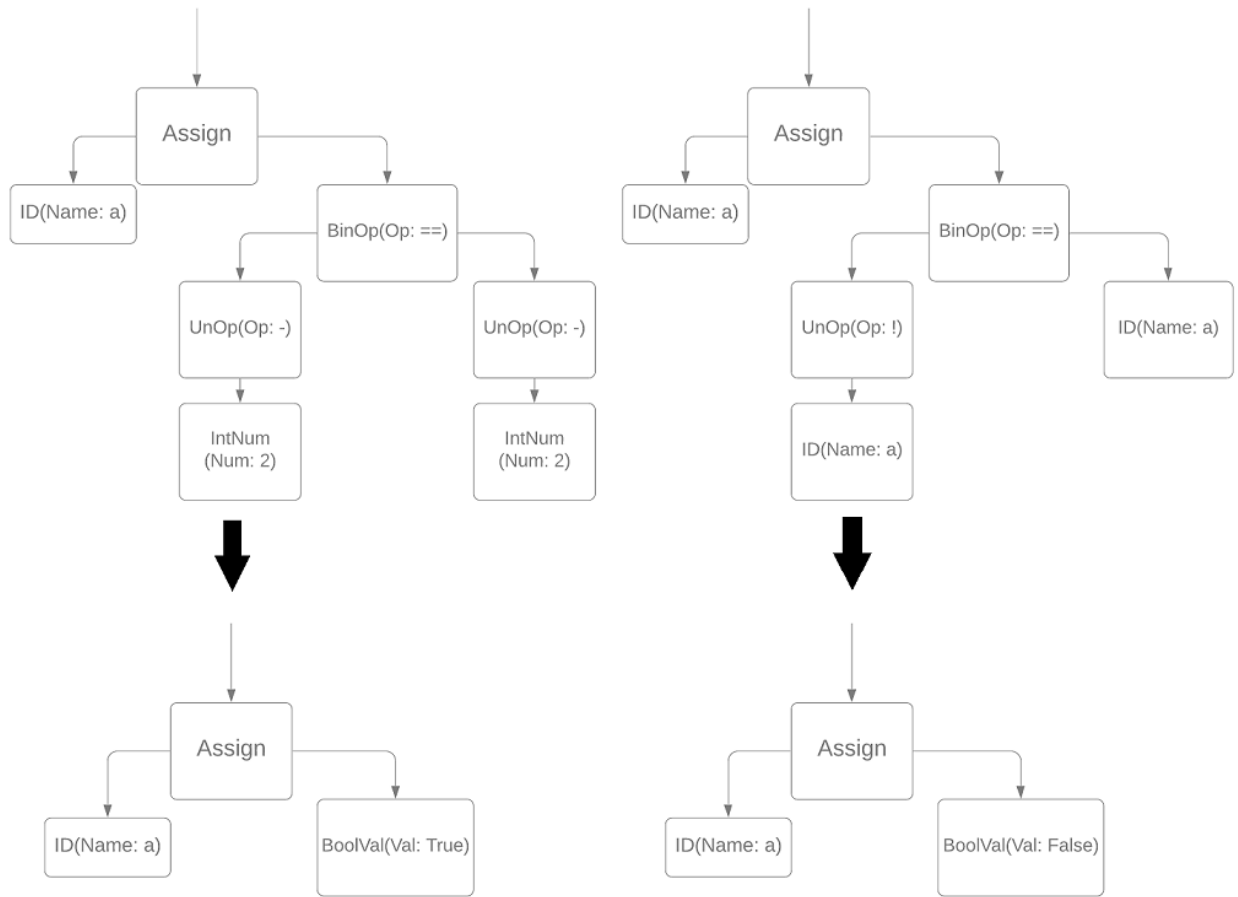 Assign
Assign
ID(Name: a)
BinOp(Op: ==)
ID(Name: a)
BinOp(Op: ==)
UnOp(Op: -)
UnOp(Op: -)
UnOp(Op: !)
ID(Name: a)
IntNum
(Num: 2)
IntNum
(Num: 2)
ID(Name: a)
Assign
Assign
ID(Name: a)
BoolVal(Val: True)
ID(Name: a)
BoolVal(Val: False)